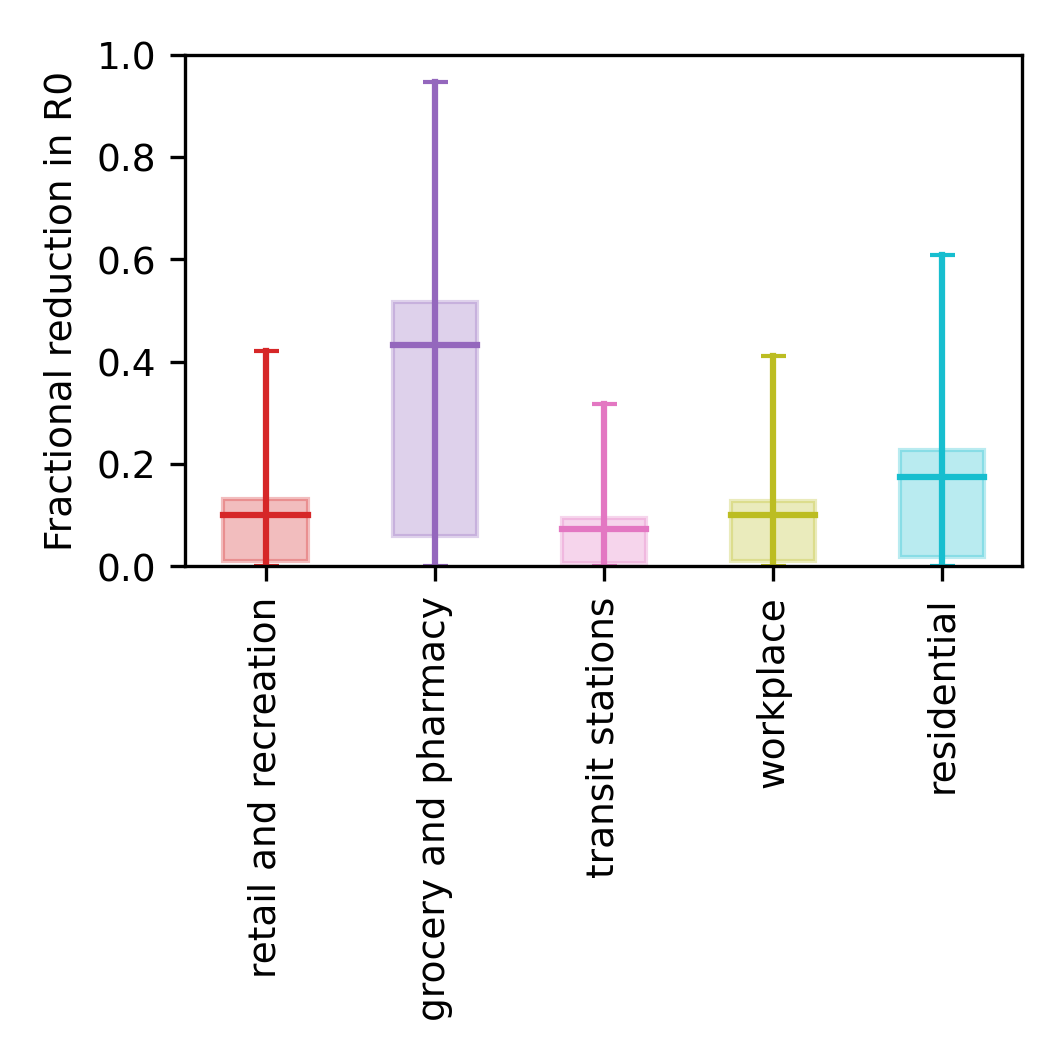 Fractional reduction in R0
1.0
0.8
0.6
0.4
0.2
0.0
retail and recreation
grocery and pharmacy
transit stations
workplace
residential